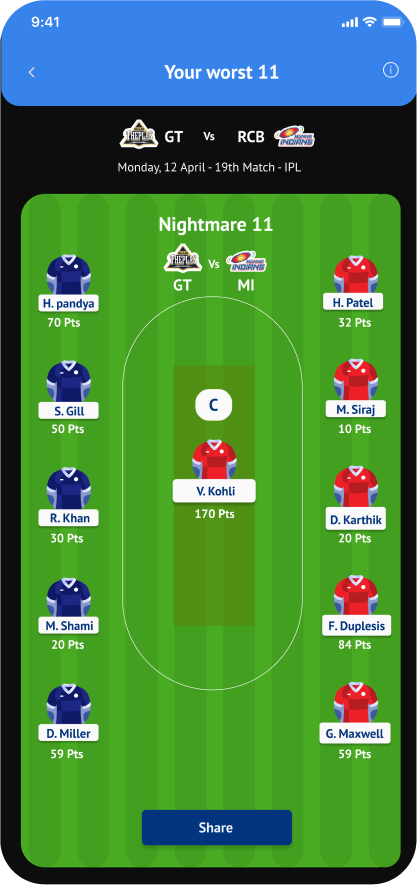 9:41
Your worst 11
GT Vs RCB
MUMBAI INDIANS
Monday, 12 April - 19th Match - IPL
Nightmare 11
Vs MUMBAI INDIANS
GT MI
H. pandya
70 Pts
H. Patel
32 Pts
S. Gill
50 Pts
C
M. Siraj
10 Pts
R. Khan
30 Pts
V. Kohli
170 Pts
D. Karthik
20 Pts
M. Shami
20 Pts
F. Duplesis
84 Pts
D. Miller
59 Pts
G. Maxwell
59 Pts
Share